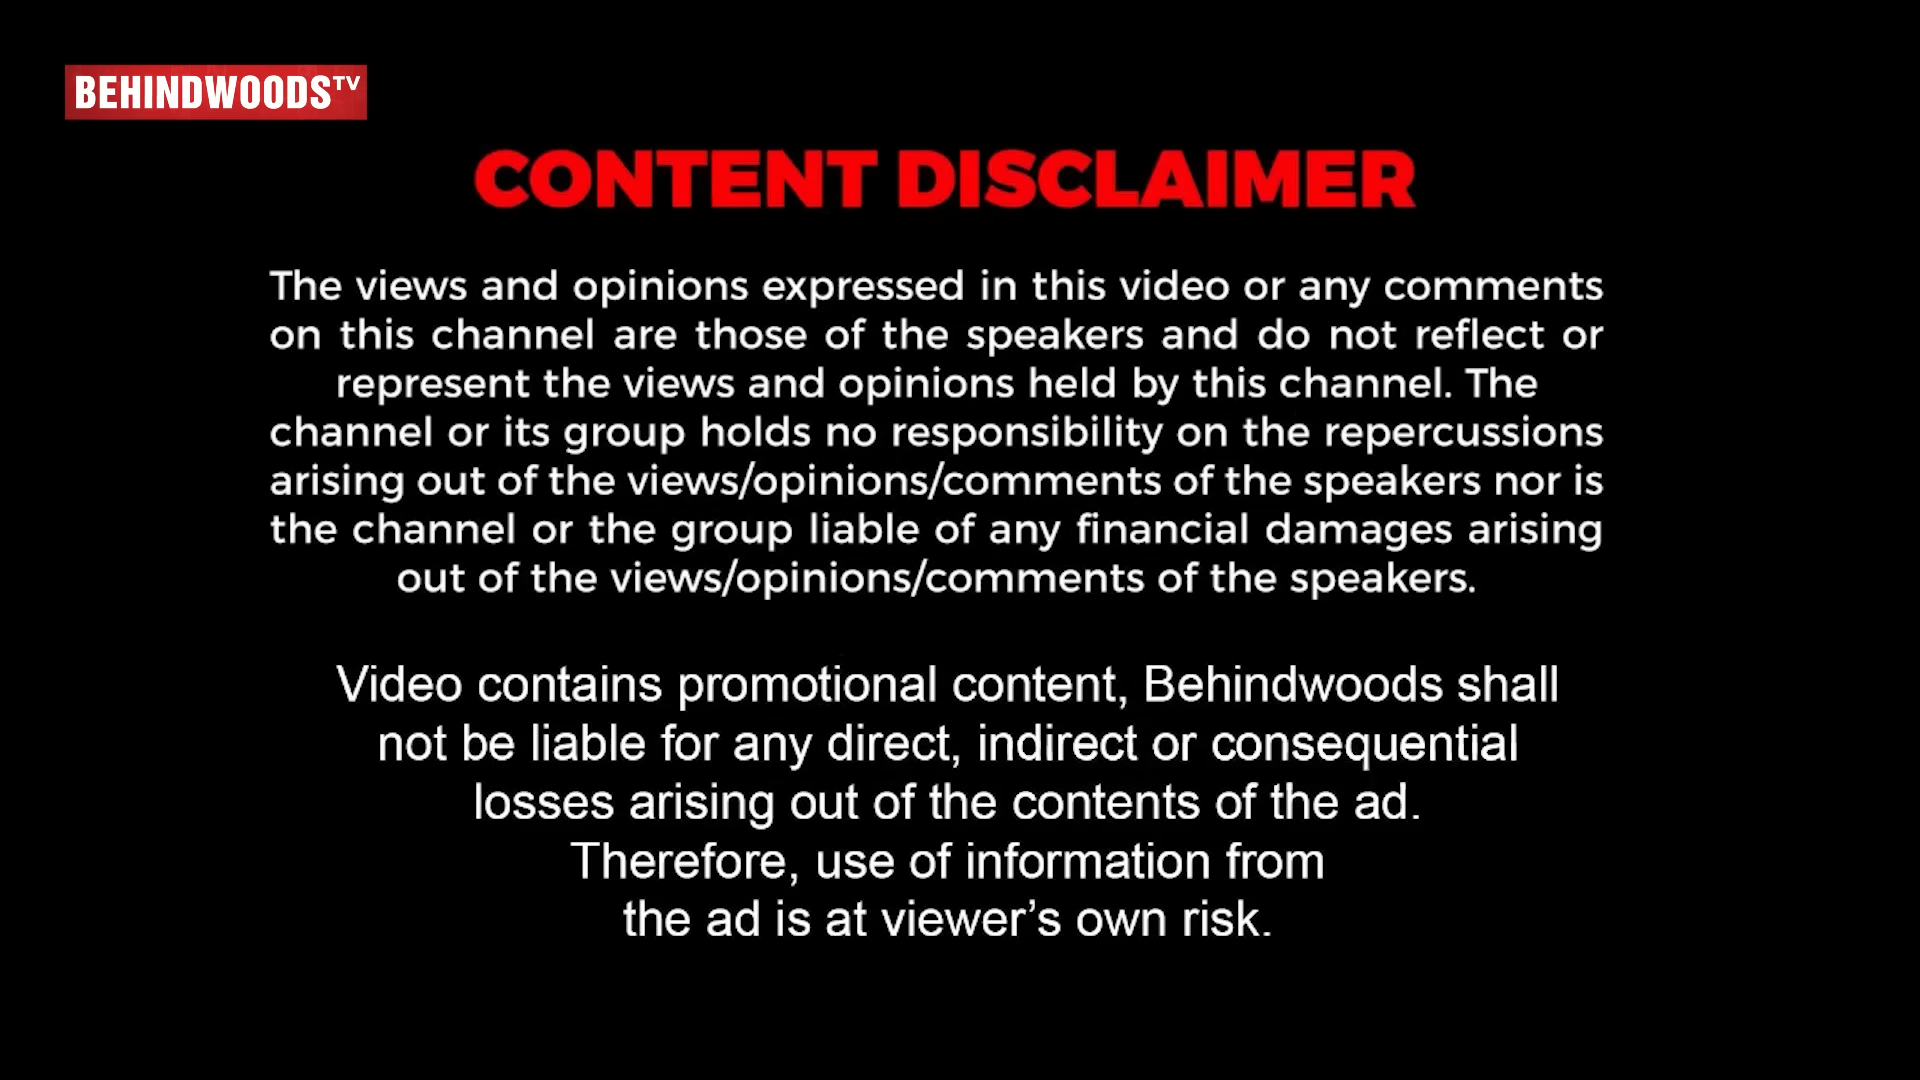 BEHINDWOODSTV
CONTENT DISCLAIMER
The views and opinions expressed in this video or any comments
on this channel are those of the speakers and do not reflect or
represent the views and opinions held by this channel. The
channel or its group holds no responsibility on the repercussions
arising out of the views/opinions/comments of the speakers nor is
the channel or the group liable of any financial damages arising
out of the views/opinions/comments of the speakers.
Video contains promotional content, Behindwoods shall
not be liable for any direct, indirect or consequential
losses arising out of the contents of the ad.
Therefore, use of information from
the ad is at viewer’s own risk.